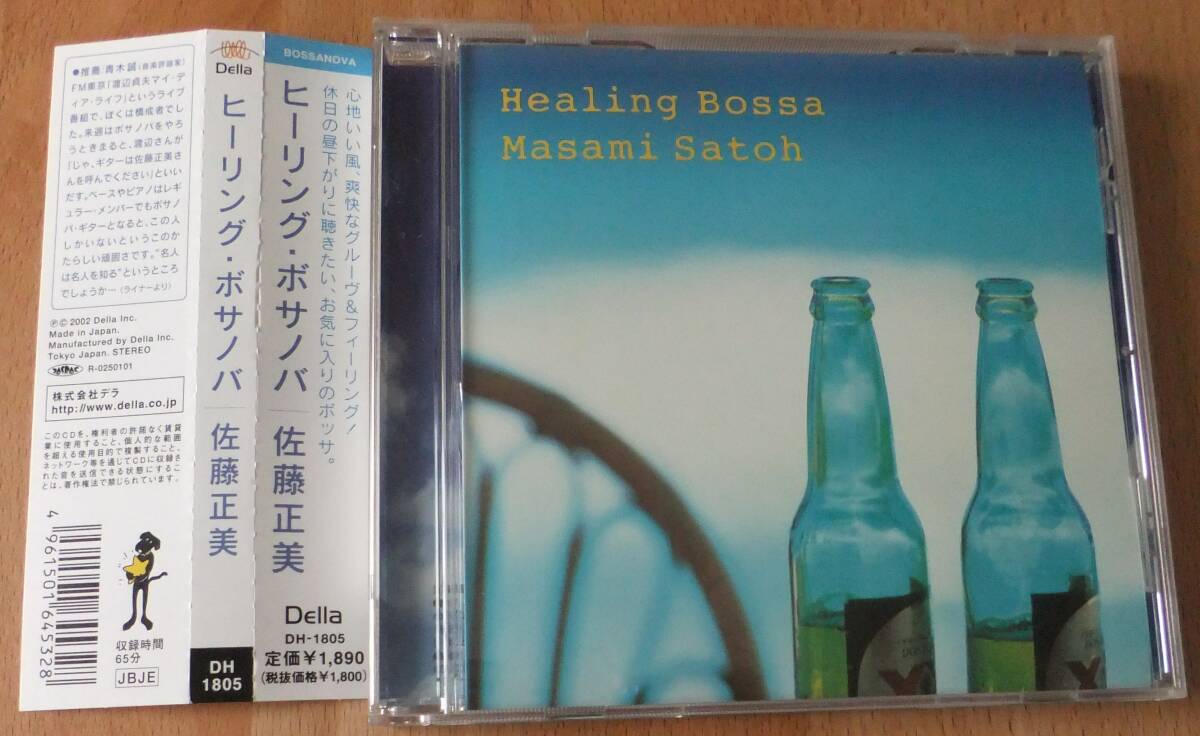 ●推薦：青木誠(音楽評論家)
FM東京「渡辺貞夫マイ・デ
ィア・ライフ」というライブ
番組で、ぼくは構成者でし
た。来週はボサノバをやろ
うときまると、渡辺さんが
「じゃ、ギターは佐藤正美さ
んを呼んでください」といい
だす。ベースやピアノはレギ
ュラー・メンバーでもボサノ
バ・ギターとなると、この人
しかいないというこのか
たらしい頑固さです。“名人
は名人を知る”というところ
でしょうか…(ライナーより)
Ⓟ© 2002 Della Inc.
Made in Japan.
Manufactured by Della Inc.
Tokyo Japan. STEREO
JASRAC R-0250101
株式会社デラ
http://www.della.co.jp
このCDを、権利者の許諾なく賃貸
業に使用すること、個人的な範囲
を超える使用目的で複製すること、
ネットワーク等を通じてCDに収録さ
れた音を送信できる状態にするこ
とは、著作権法で禁じられています。
4961501645328
収録時間
65分
JBJE
Della
ヒーリング・ボサノバ
佐藤正美
DH
1805
BOSSANOVA
心地いい風、爽快なグルーヴ&フィーリング!
休日の昼下がりに聴きたい、お気に入りのボッサ。
ヒーリング・ボサノバ
佐藤正美
Della
DH-1805
定価¥1,890
(税抜価格¥1,800)
Healing Bossa
Masami Satoh